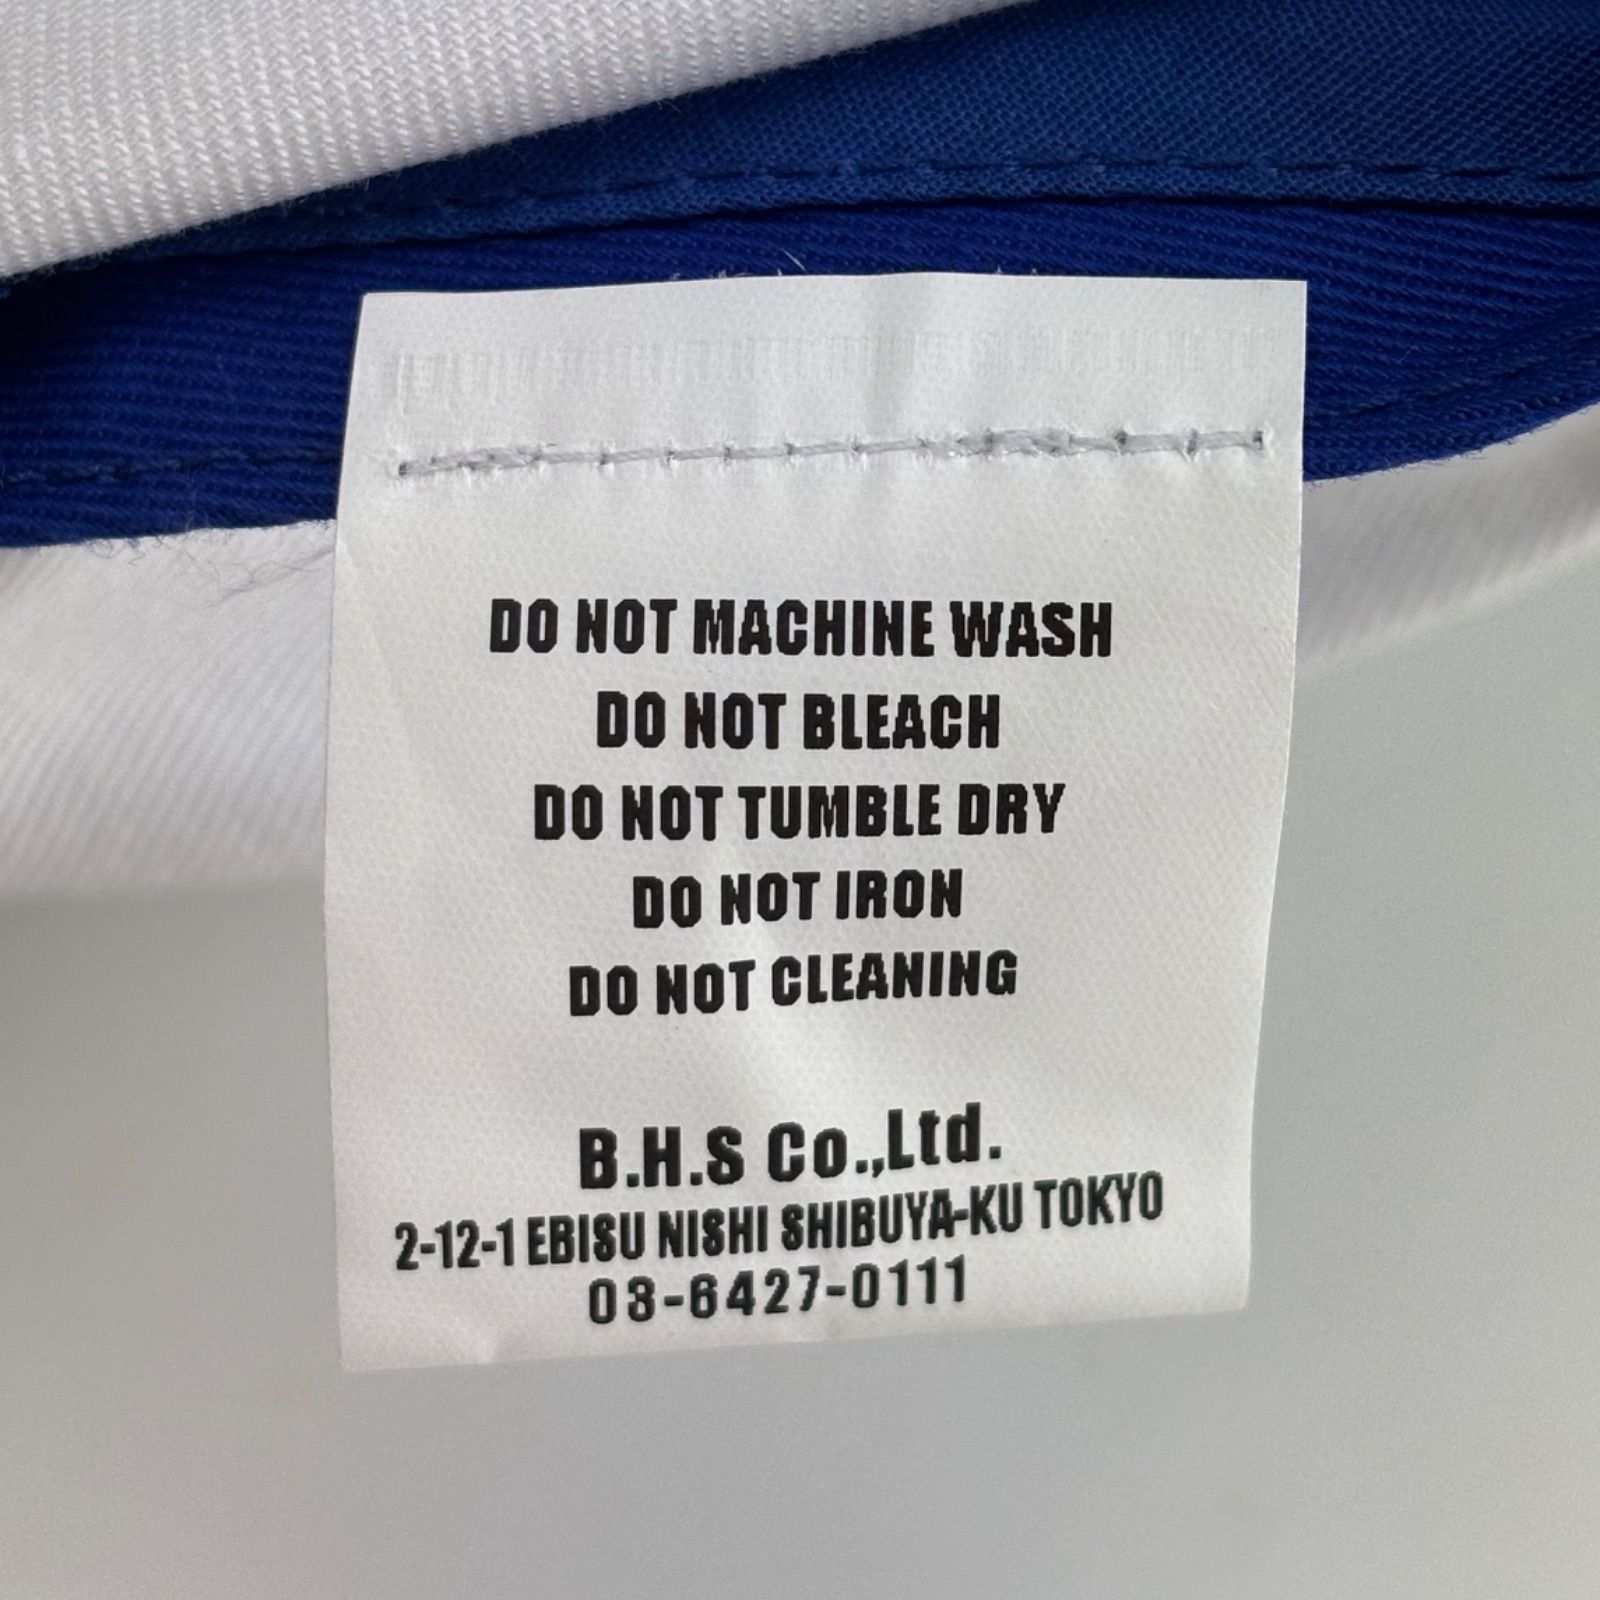 DO NOT MACHINE WASH
DO NOT BLEACH
DO NOT TUMBLE DRY
DO NOT IRON
DO NOT CLEANING
B.H.S Co.,Ltd.
2-12-1 EBISU NISHI SHIBUYA-KU TOKYO
03-6427-0111